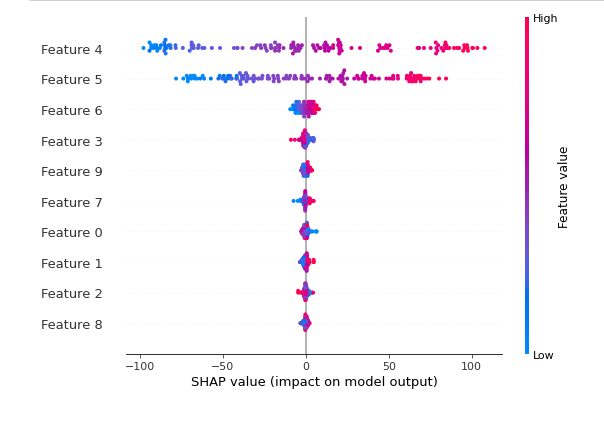 High
Feature 4
Feature 5
Feature 6
Feature 3
Feature 9
Feature 7
Feature 0
Feature 1
Feature 2
Feature 8
Feature value
Low
−100
−50
0
50
100
SHAP value (impact on model output)